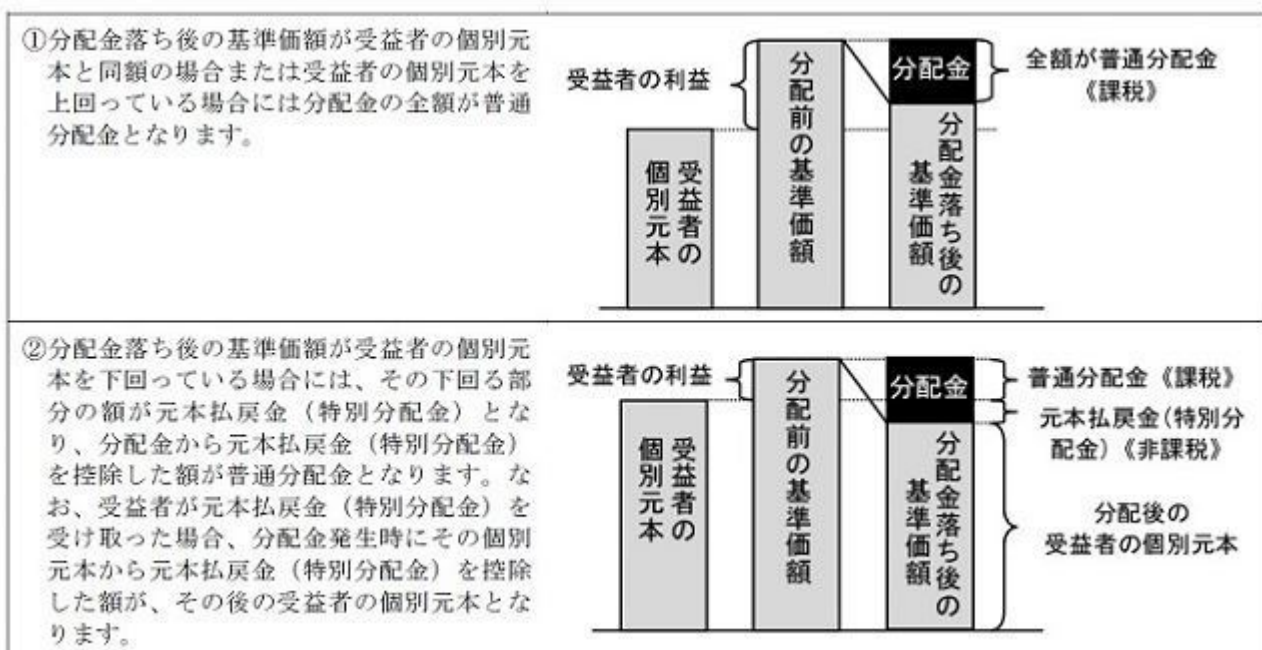 ①分配金落ち後の基準価額が受益者の個別元
本と同額の場合または受益者の個別元本を
上回っている場合には分配金の全額が普通
分配金となります。
受益者の利益
受益者の
個別元本
分配前の基準価額
分配金
分配金落ち後の
基準価額
全額が普通分配金
《課税》
②分配金落ち後の基準価額が受益者の個別元
本を下回っている場合には、その下回る部
分の額が元本払戻金（特別分配金）とな
り、分配金から元本払戻金（特別分配金）
を控除した額が普通分配金となります。な
お、受益者が元本払戻金（特別分配金）を
受け取った場合、分配金発生時にその個別
元本から元本払戻金（特別分配金）を控除
した額が、その後の受益者の個別元本とな
ります。
受益者の利益
受益者の
個別元本
分配前の基準価額
分配金
分配金落ち後の
基準価額
普通分配金《課税》
元本払戻金（特別分
配金）《非課税》
分配後の
受益者の個別元本